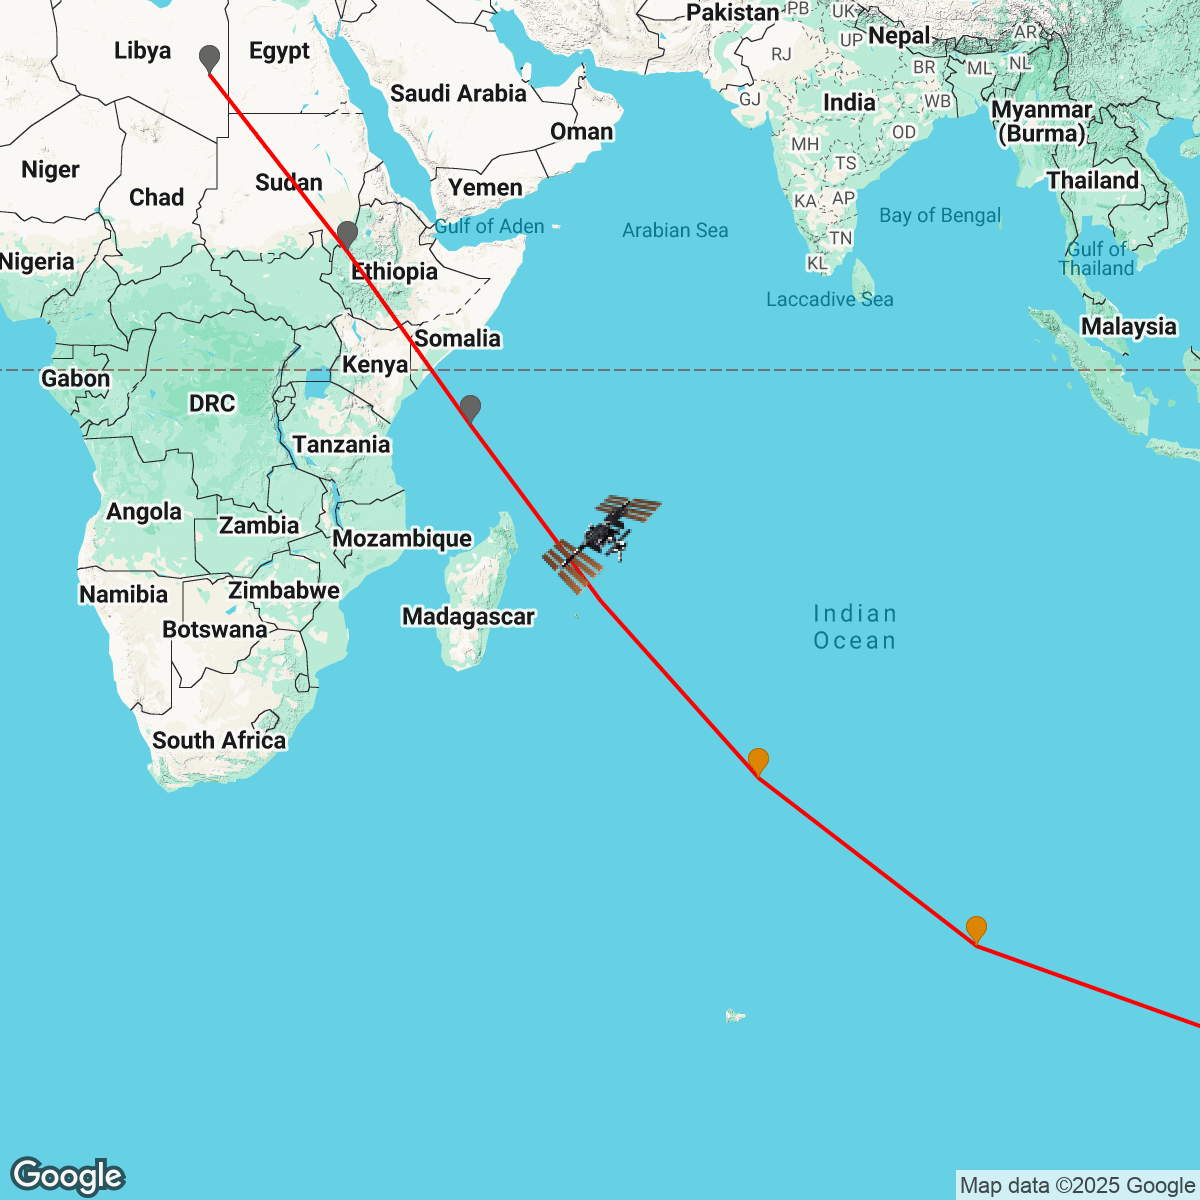 Pakistan
PB
UK
AR
Libya
Egypt
UP
Nepal
RJ
BR
ML
NL
Saudi Arabia
GJ
India
WB
Myanmar
(Burma)
Oman
OD
MH
TS
Niger
Chad
Sudan
Yemen
Thailand
KA
AP
Gulf of Aden
Arabian Sea
Bay of Bengal
TN
Nigeria
Ethiopia
KL
Gulf of
Thailand
Laccadive Sea
Somalia
Malaysia
Gabon
Kenya
DRC
Tanzania
Angola
Zambia
Mozambique
Namibia
Zimbabwe
Botswana
Madagascar
Indian
Ocean
South Africa
Google
Map data ©2025 Google